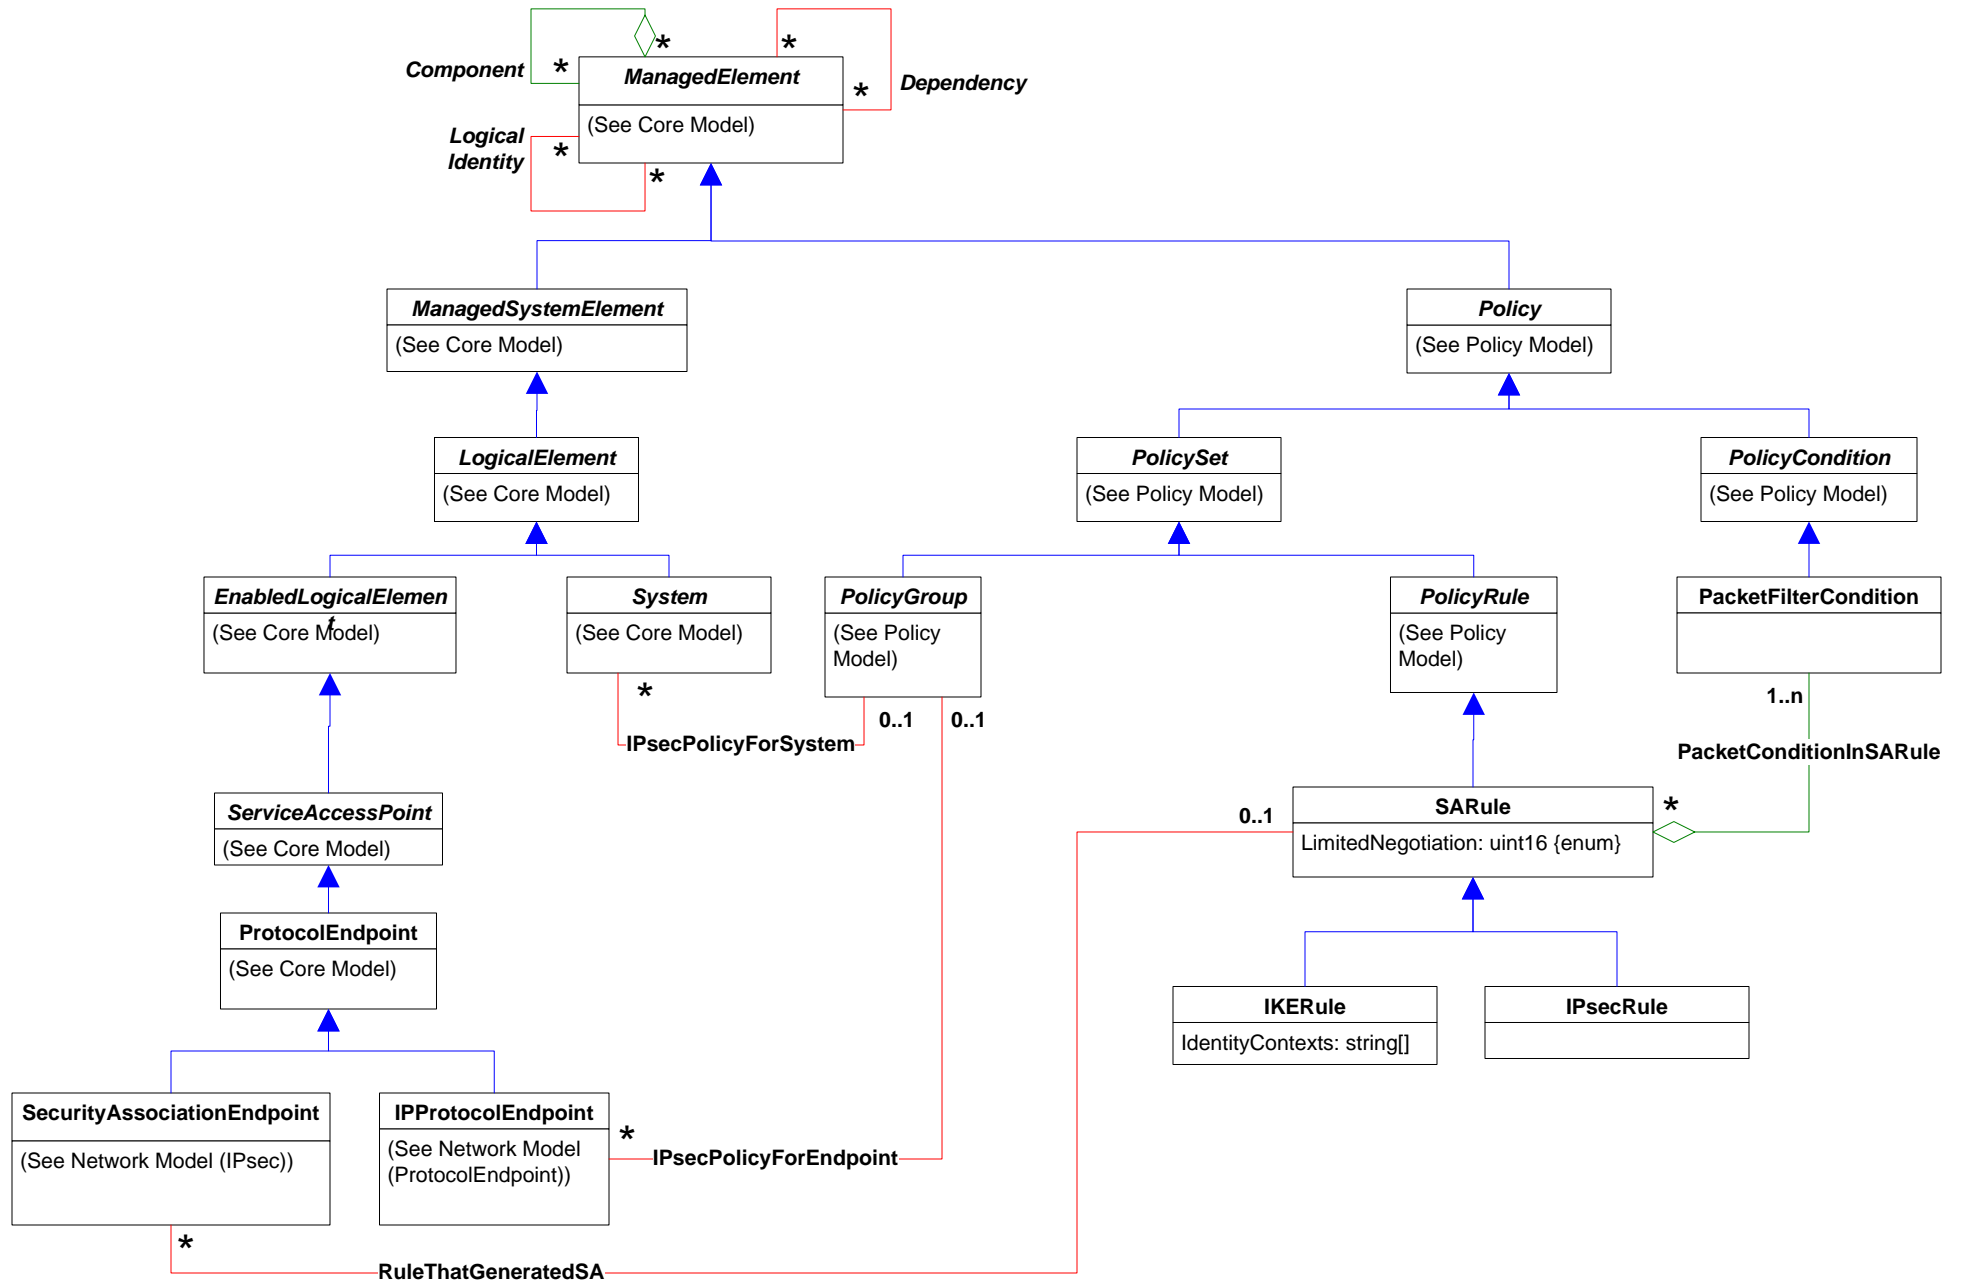 *
*
Component
*
ManagedElement
*
Dependency
(See Core Model)
Logical
Identity
*
*
ManagedSystemElement
(See Core Model)
Policy
(See Policy Model)
LogicalElement
(See Core Model)
PolicySet
(See Policy Model)
PolicyCondition
(See Policy Model)
EnabledLogicalElemen
t
(See Core Model)
System
(See Core Model)
PolicyGroup
(See Policy
Model)
PolicyRule
(See Policy
Model)
PacketFilterCondition
*
0..1
0..1
1..n
IPsecPolicyForSystem
PacketConditionInSARule
ServiceAccessPoint
(See Core Model)
0..1
SARule
*
LimitedNegotiation: uint16 {enum}
ProtocolEndpoint
(See Core Model)
IKERule
IdentityContexts: string[]
IPsecRule
SecurityAssociationEndpoint
(See Network Model (IPsec))
IPProtocolEndpoint
(See Network Model
(ProtocolEndpoint))
*
IPsecPolicyForEndpoint
*
RuleThatGeneratedSA